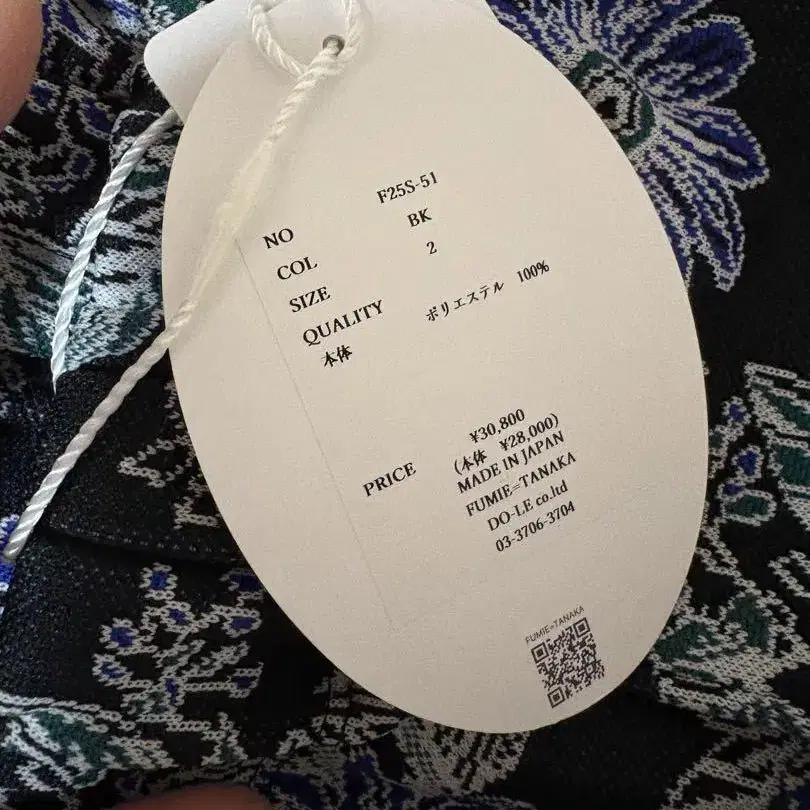 NO F25S-51
COL BK
SIZE 2
QUALITY
本体 ポリエステル 100%
PRICE ¥30,800
(本体 ¥28,000)
MADE IN JAPAN
FUMIE=TANAKA
DO-LE co.ltd
03-3706-3704
FUMIE=TANAKA